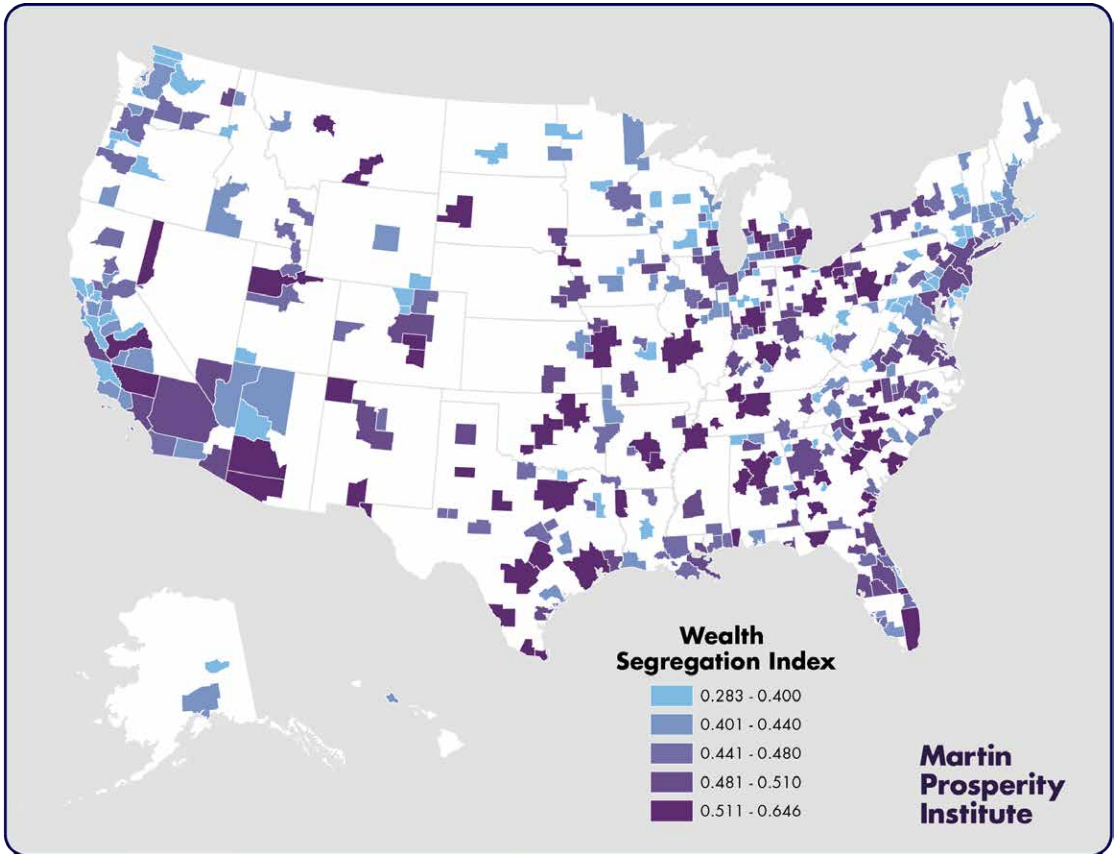 Wealth
Segregation Index
0.283 - 0.400
0.401 - 0.440
0.441 - 0.480
0.481 - 0.510
0.511 - 0.646
Martin
Prosperity
Institute